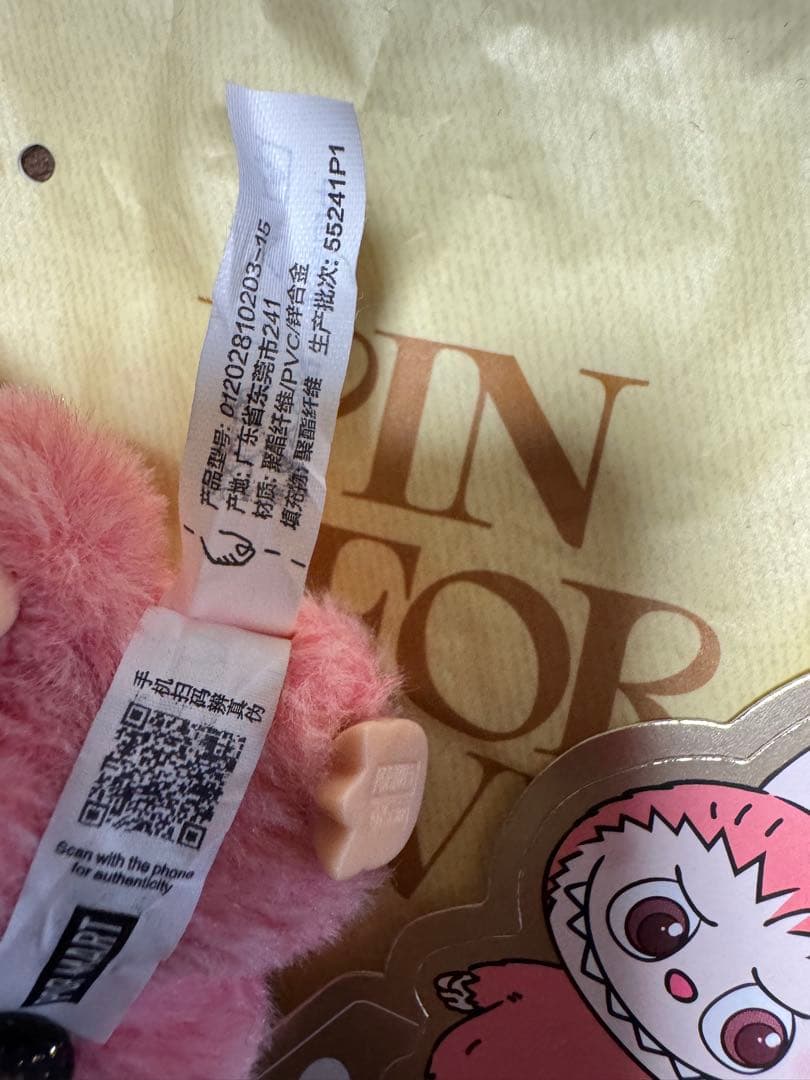 产品型号: 01202810203-15
产地: 广东省东莞市241
材质: 聚酯纤维/PVC/锌合金
填充物: 聚酯纤维 生产批次: 55241P1
手机扫码辨真伪
Scan with the phone
for authenticity
POP MART
PIN
FOR